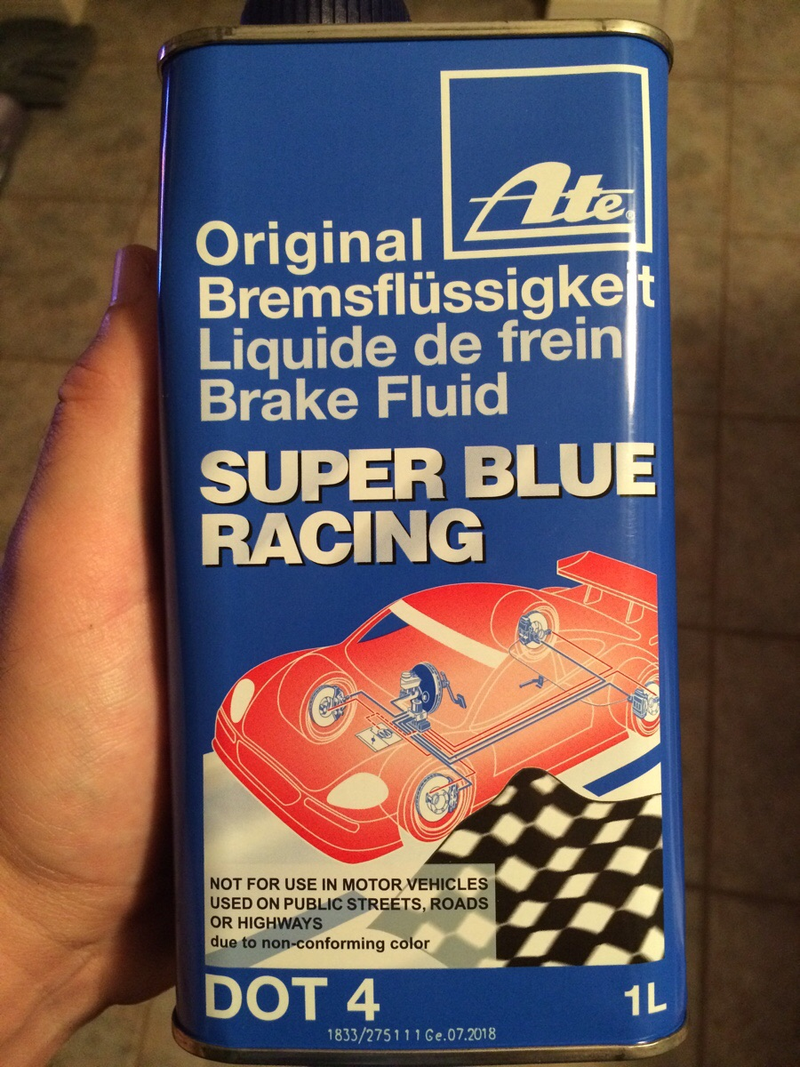 Ate®
Original
Bremsflüssigkeit
Liquide de frein
Brake Fluid
SUPER BLUE
RACING
NOT FOR USE IN MOTOR VEHICLES
USED ON PUBLIC STREETS, ROADS
OR HIGHWAYS
due to non-conforming color
DOT 4
1L
1833/275111 Ge.07.2018